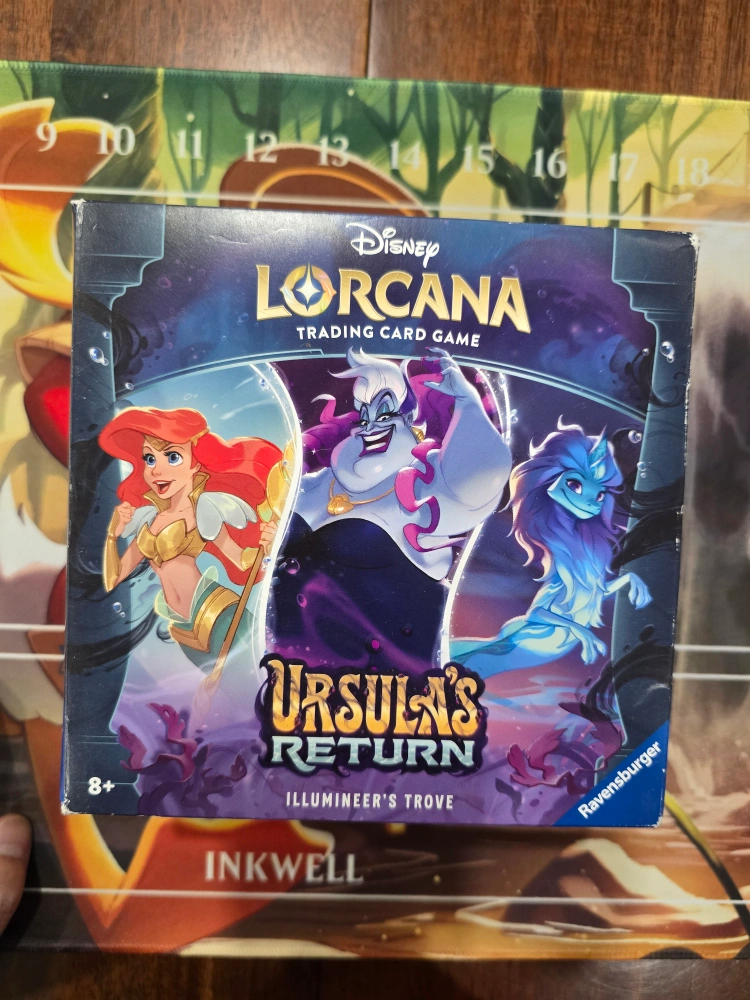 9 10 11 12 13 14 15 16 17 18
Disney
LORCANA
TRADING CARD GAME
URSULA'S
RETURN
ILLUMINEER'S TROVE
8+
Ravensburger
INKWELL